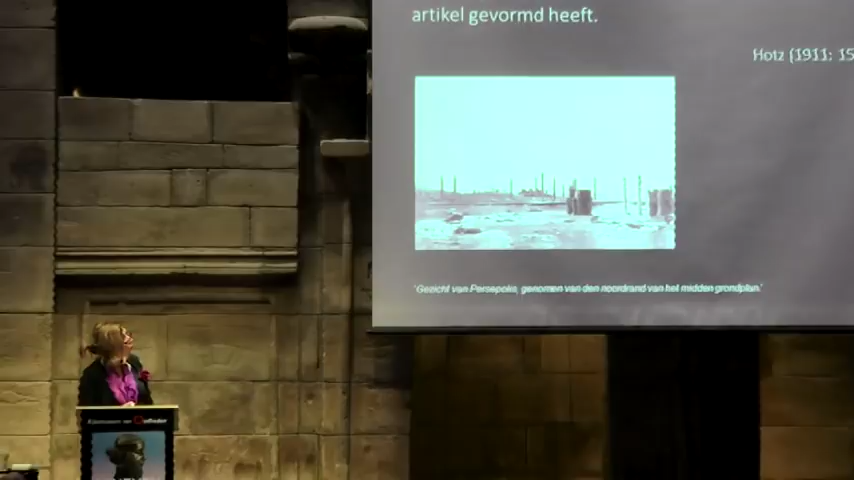 artikel gevormd heeft.
Hotz (1911: 15
'Gezicht van Persepolis, genomen van den noordrand van het midden grondplan.'